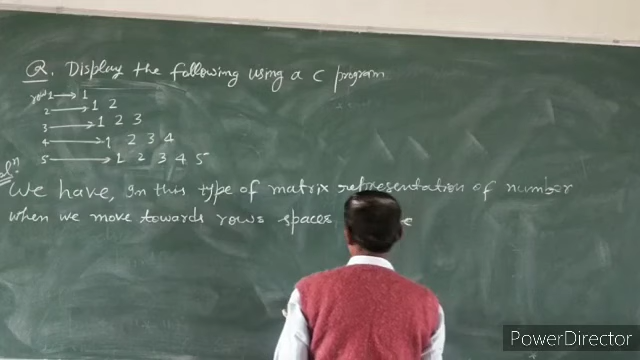 Q. Display the following using a C program
row 1 → 1
2 → 1 2
3 → 1 2 3
4 → 1 2 3 4
5 → 1 2 3 4 5
Solⁿ
We have, In this type of matrix representation of number
when we move towards rows spaces
PowerDirector